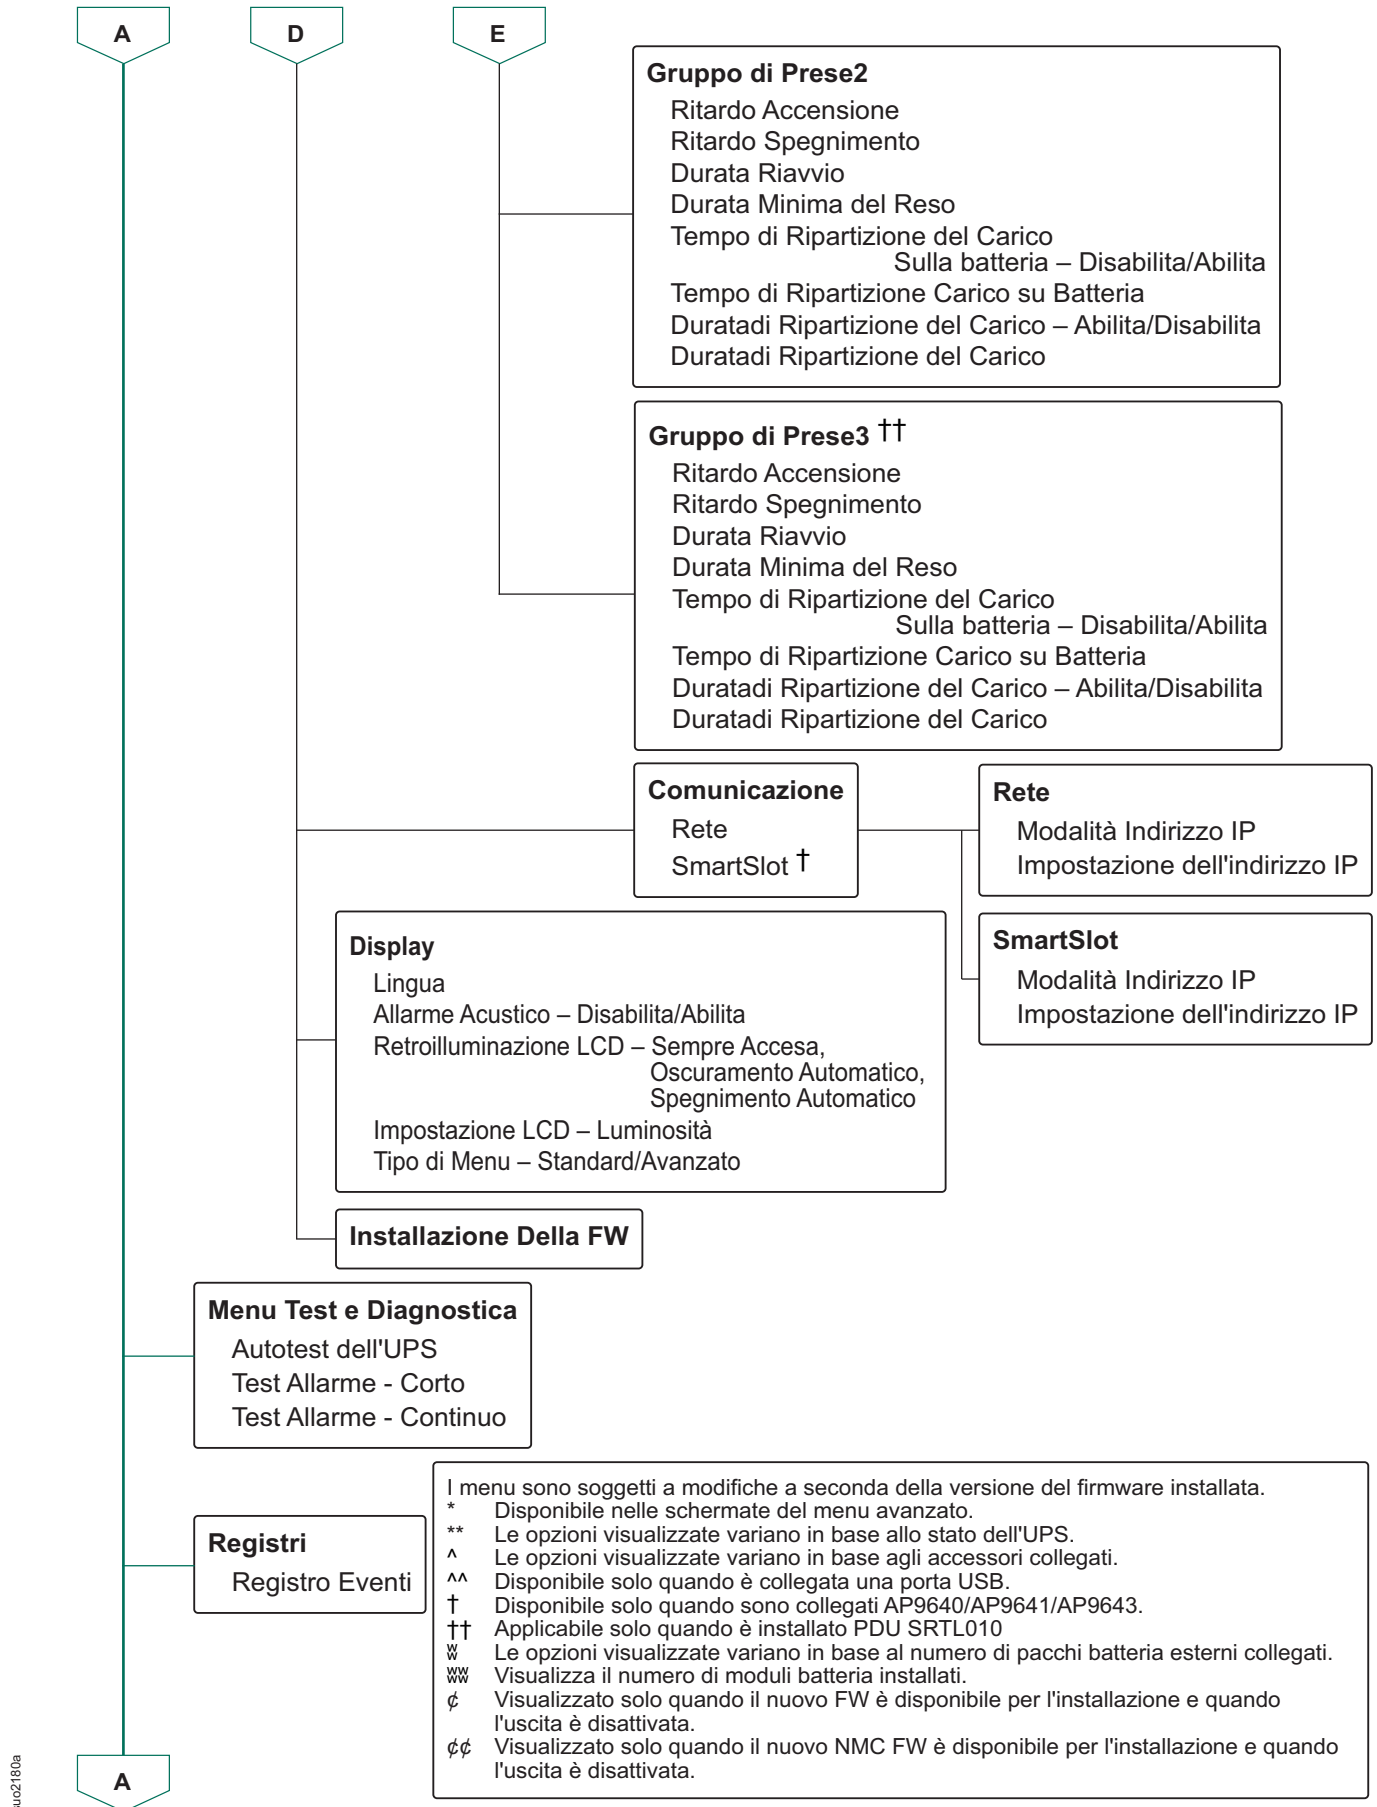 A
D
E
Gruppo di Prese2
Ritardo Accensione
Ritardo Spegnimento
Durata Riavvio
Durata Minima del Reso
Tempo di Ripartizione del Carico
Sulla batteria – Disabilita/Abilita
Tempo di Ripartizione Carico su Batteria
Duratadi Ripartizione del Carico – Abilita/Disabilita
Duratadi Ripartizione del Carico
Gruppo di Prese3 ††
Ritardo Accensione
Ritardo Spegnimento
Durata Riavvio
Durata Minima del Reso
Tempo di Ripartizione del Carico
Sulla batteria – Disabilita/Abilita
Tempo di Ripartizione Carico su Batteria
Duratadi Ripartizione del Carico – Abilita/Disabilita
Duratadi Ripartizione del Carico
Comunicazione
Rete
SmartSlot †
Rete
Modalità Indirizzo IP
Impostazione dell'indirizzo IP
SmartSlot
Modalità Indirizzo IP
Impostazione dell'indirizzo IP
Display
Lingua
Allarme Acustico – Disabilita/Abilita
Retroilluminazione LCD – Sempre Accesa,
Oscuramento Automatico,
Spegnimento Automatico
Impostazione LCD – Luminosità
Tipo di Menu – Standard/Avanzato
Installazione Della FW
Menu Test e Diagnostica
Autotest dell'UPS
Test Allarme - Corto
Test Allarme - Continuo
Registri
Registro Eventi
I menu sono soggetti a modifiche a seconda della versione del firmware installata.
* Disponibile nelle schermate del menu avanzato.
** Le opzioni visualizzate variano in base allo stato dell'UPS.
^ Le opzioni visualizzate variano in base agli accessori collegati.
^^ Disponibile solo quando è collegata una porta USB.
† Disponibile solo quando sono collegati AP9640/AP9641/AP9643.
†† Applicabile solo quando è installato PDU SRTL010
Le opzioni visualizzate variano in base al numero di pacchi batteria esterni collegati.
Visualizza il numero di moduli batteria installati.
¢ Visualizzato solo quando il nuovo FW è disponibile per l'installazione e quando
l'uscita è disattivata.
¢¢ Visualizzato solo quando il nuovo NMC FW è disponibile per l'installazione e quando
l'uscita è disattivata.
A
suo2180a